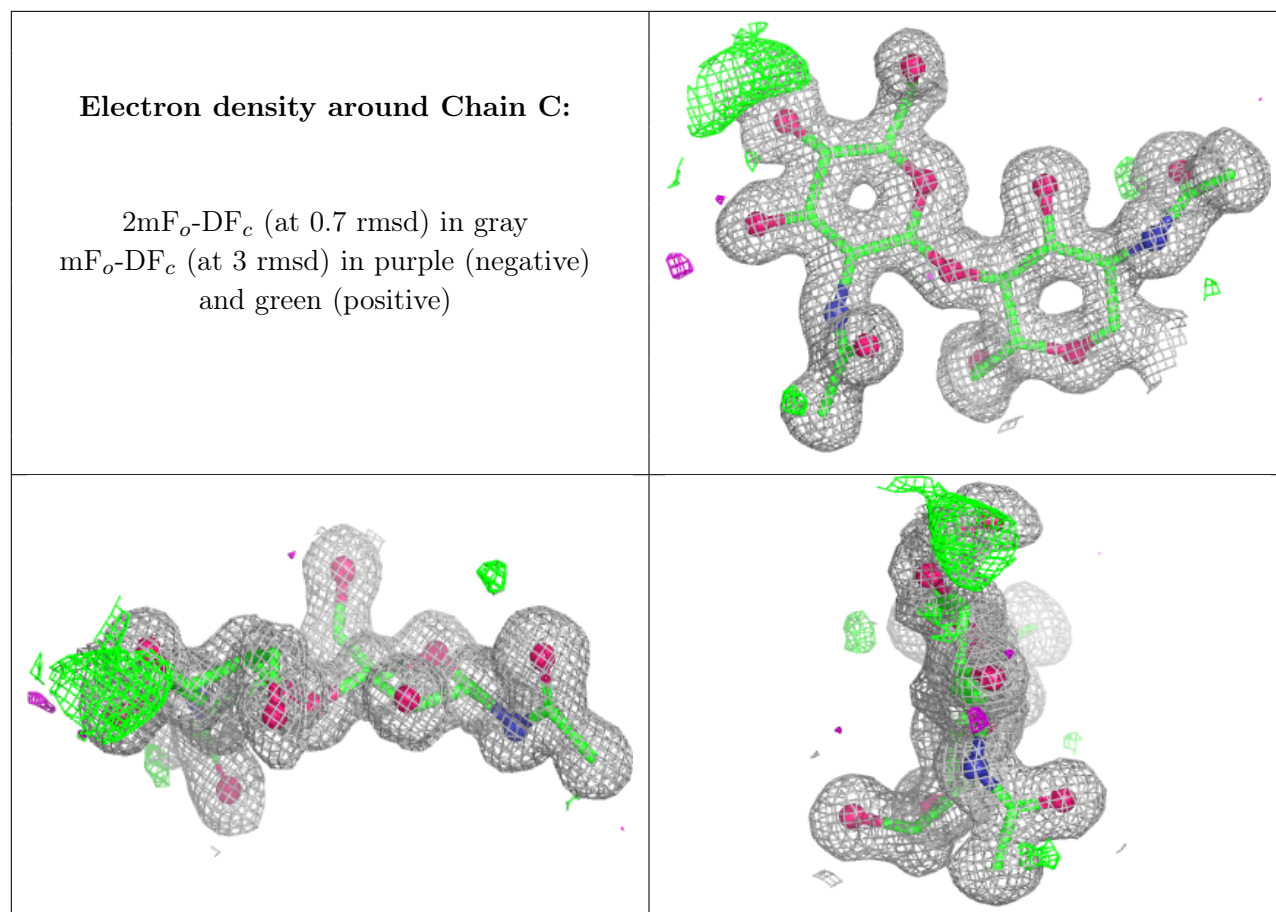 Electron density around Chain C:
2mFₒ-DF𝒸 (at 0.7 rmsd) in gray
mFₒ-DF𝒸 (at 3 rmsd) in purple (negative)
and green (positive)